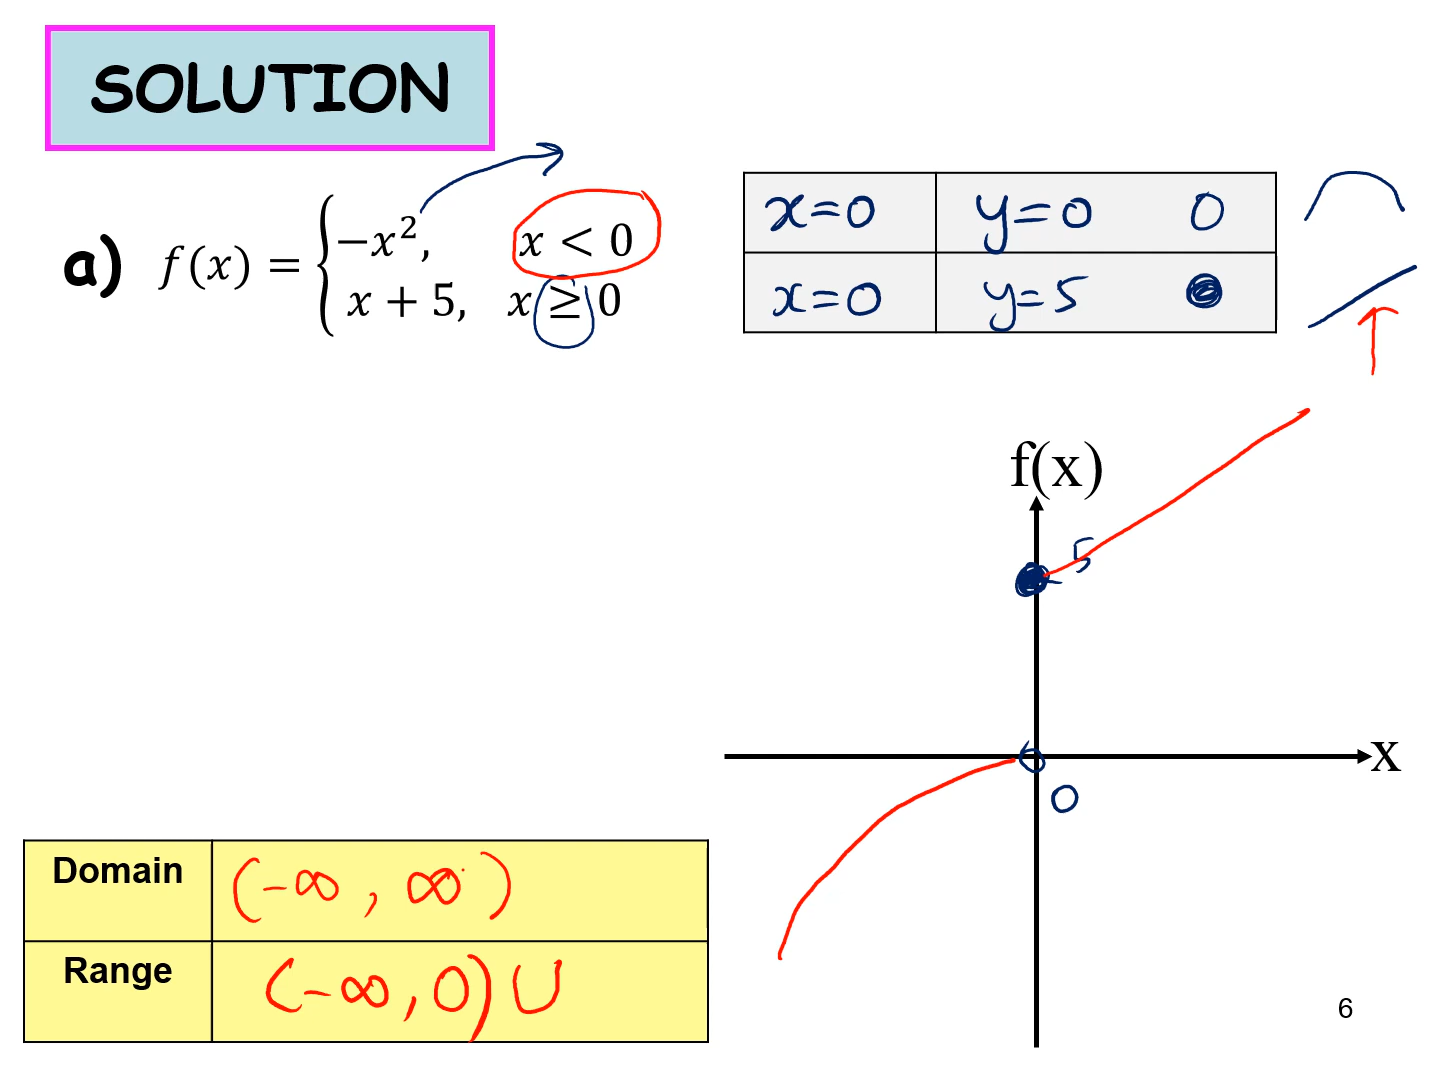 SOLUTION
a) f(x) = { −x², x < 0
x + 5, x ≥ 0
x=0 y=0 0
x=0 y=5
f(x)
5
x
0
Domain (-∞, ∞)
Range (-∞, 0) ∪
6